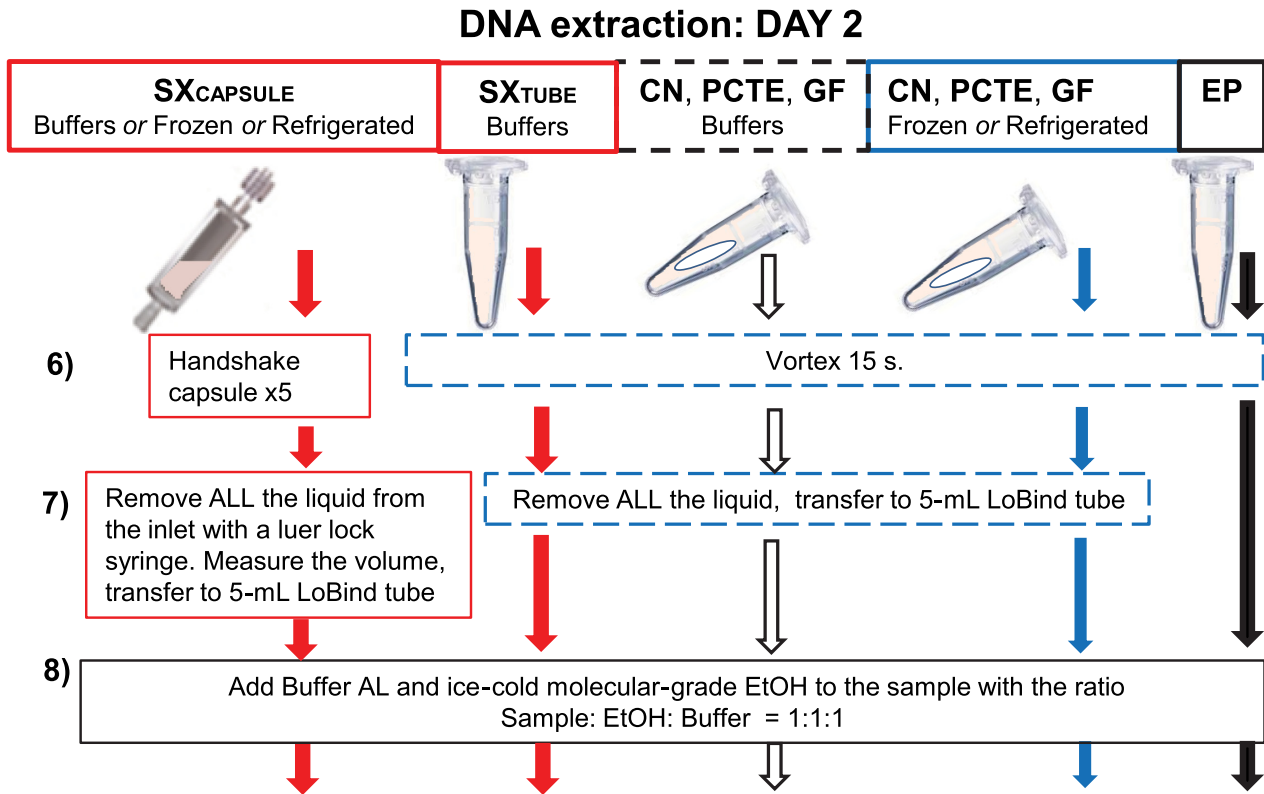 DNA extraction: DAY 2
SXCAPSULE
Buffers or Frozen or Refrigerated
SXTUBE
Buffers
CN, PCTE, GF
Buffers
CN, PCTE, GF
Frozen or Refrigerated
EP
6)
Handshake
capsule x5
Vortex 15 s.
7)
Remove ALL the liquid from
the inlet with a luer lock
syringe. Measure the volume,
transfer to 5-mL LoBind tube
Remove ALL the liquid, transfer to 5-mL LoBind tube
8)
Add Buffer AL and ice-cold molecular-grade EtOH to the sample with the ratio
Sample: EtOH: Buffer = 1:1:1